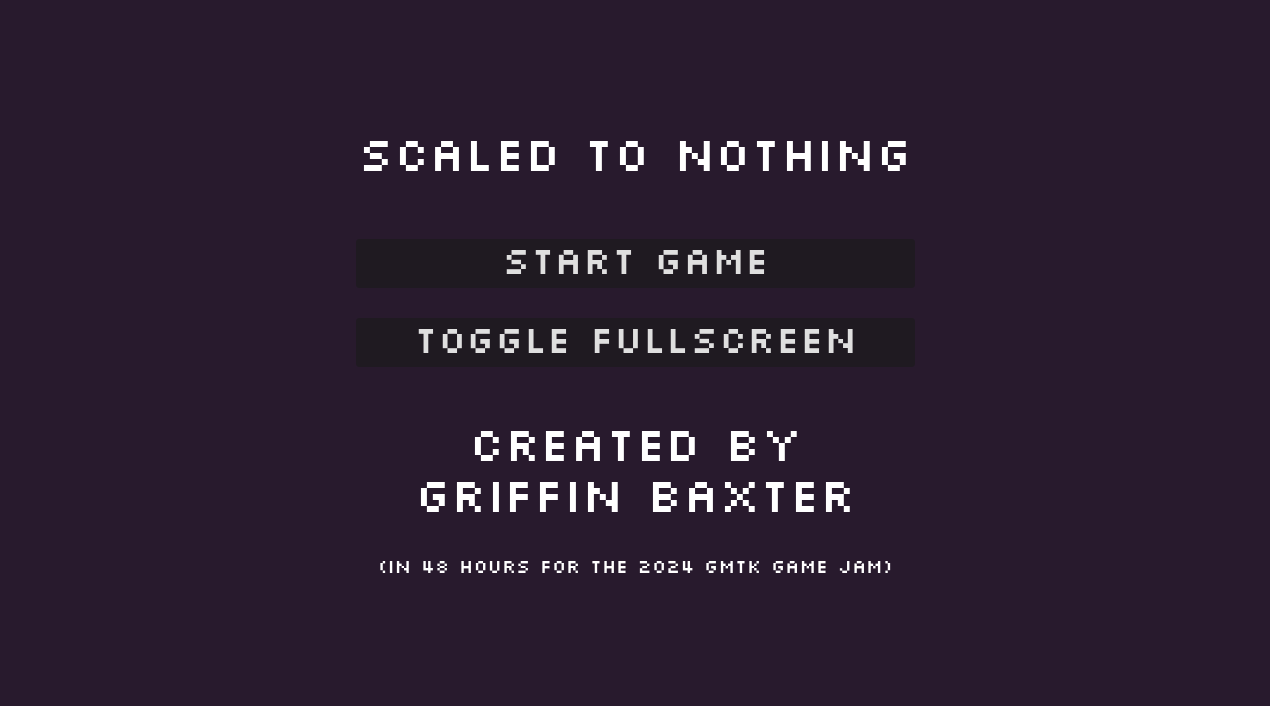 SCALED TO NOTHING
START GAME
TOGGLE FULLSCREEN
CREATED BY
GRIFFIN BAXTER
(IN 48 HOURS FOR THE 2024 GMTK GAME JAM)